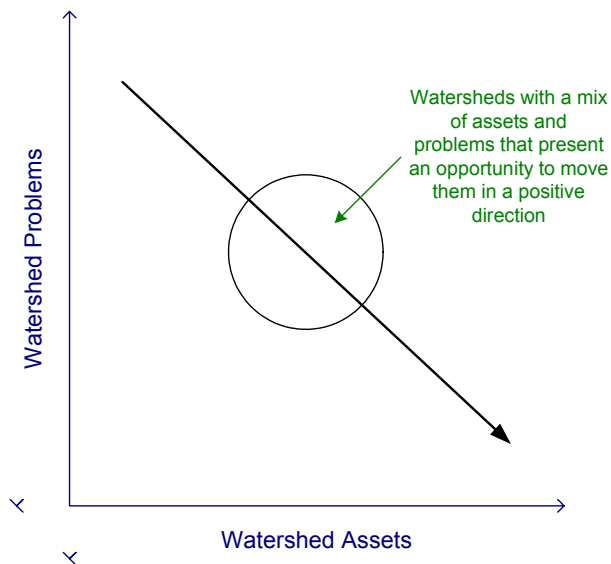 Watersheds with a mix
of assets and
problems that present
an opportunity to move
them in a positive
direction
Watershed Problems
Watershed Assets